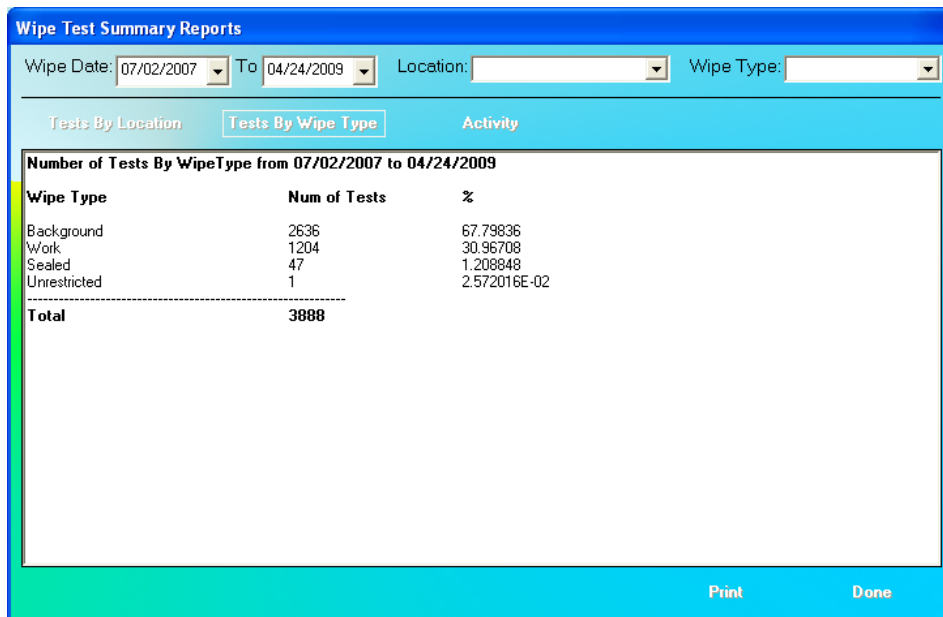 Wipe Test Summary Reports
Wipe Date: 07/02/2007 To 04/24/2009 Location: Wipe Type:
Tests By Location Tests By Wipe Type Activity
Number of Tests By WipeType from 07/02/2007 to 04/24/2009
Wipe Type Num of Tests %
Background 2636 67.79836
Work 1204 30.96708
Sealed 47 1.208848
Unrestricted 1 2.572016E-02
--------------------------------------------------------------
Total 3888
Print Done